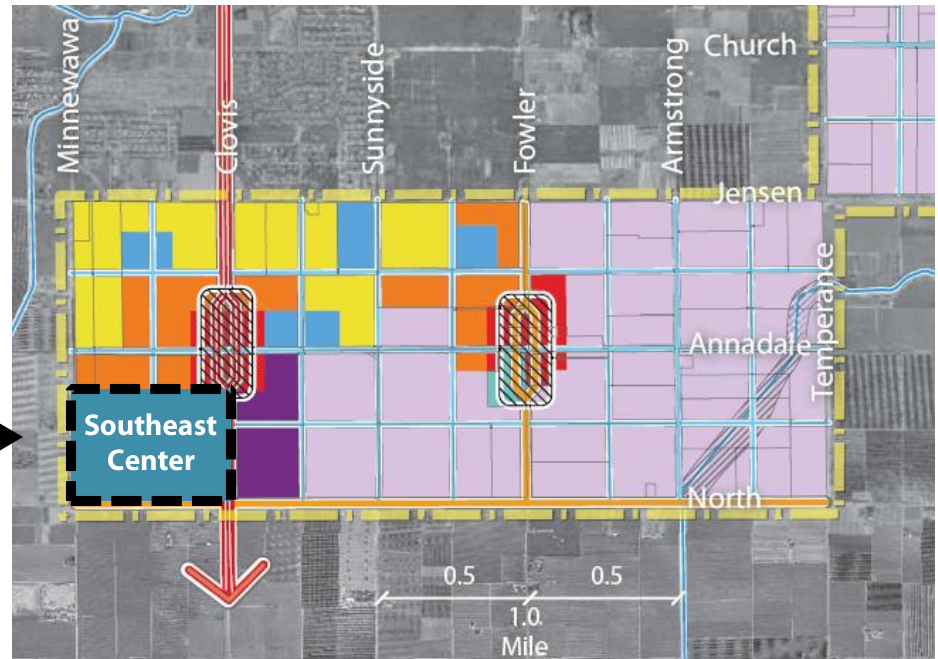 Minnewawa
Clovis
Sunnyside
Fowler
Armstrong
Church
Jensen
Temperance
Annadale
Southeast
Center
North
0.5
0.5
1.0
Mile